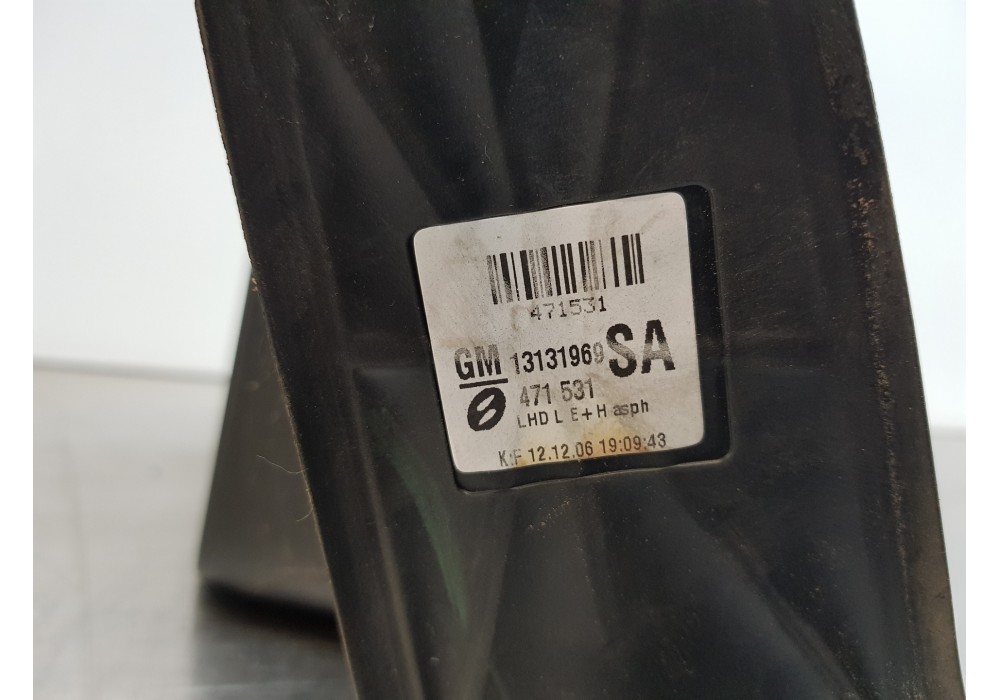 471531
GM 13131969 SA
471 531
LHD L E+H asph
K:F 12.12.06 19:09:43